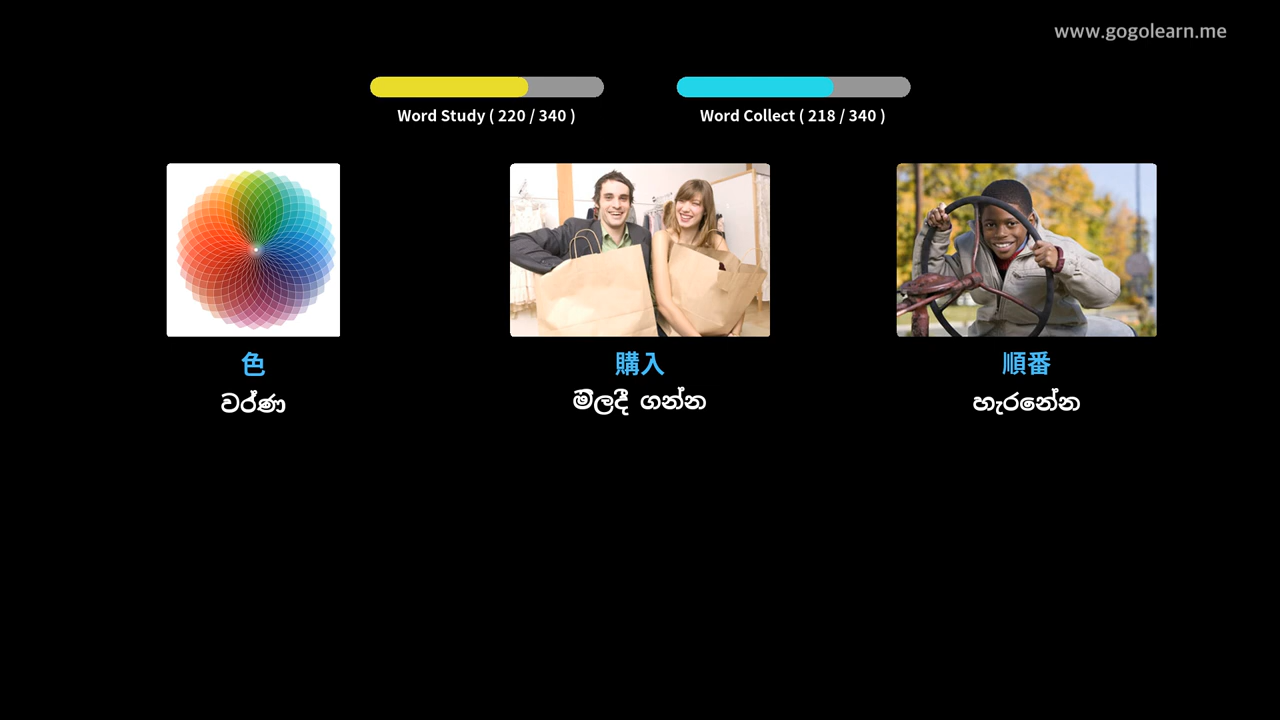 www.gogolearn.me
Word Study ( 220 / 340 )
Word Collect ( 218 / 340 )
色
購入
順番
වර්ණ
මිලදී ගන්න
හැරනේන